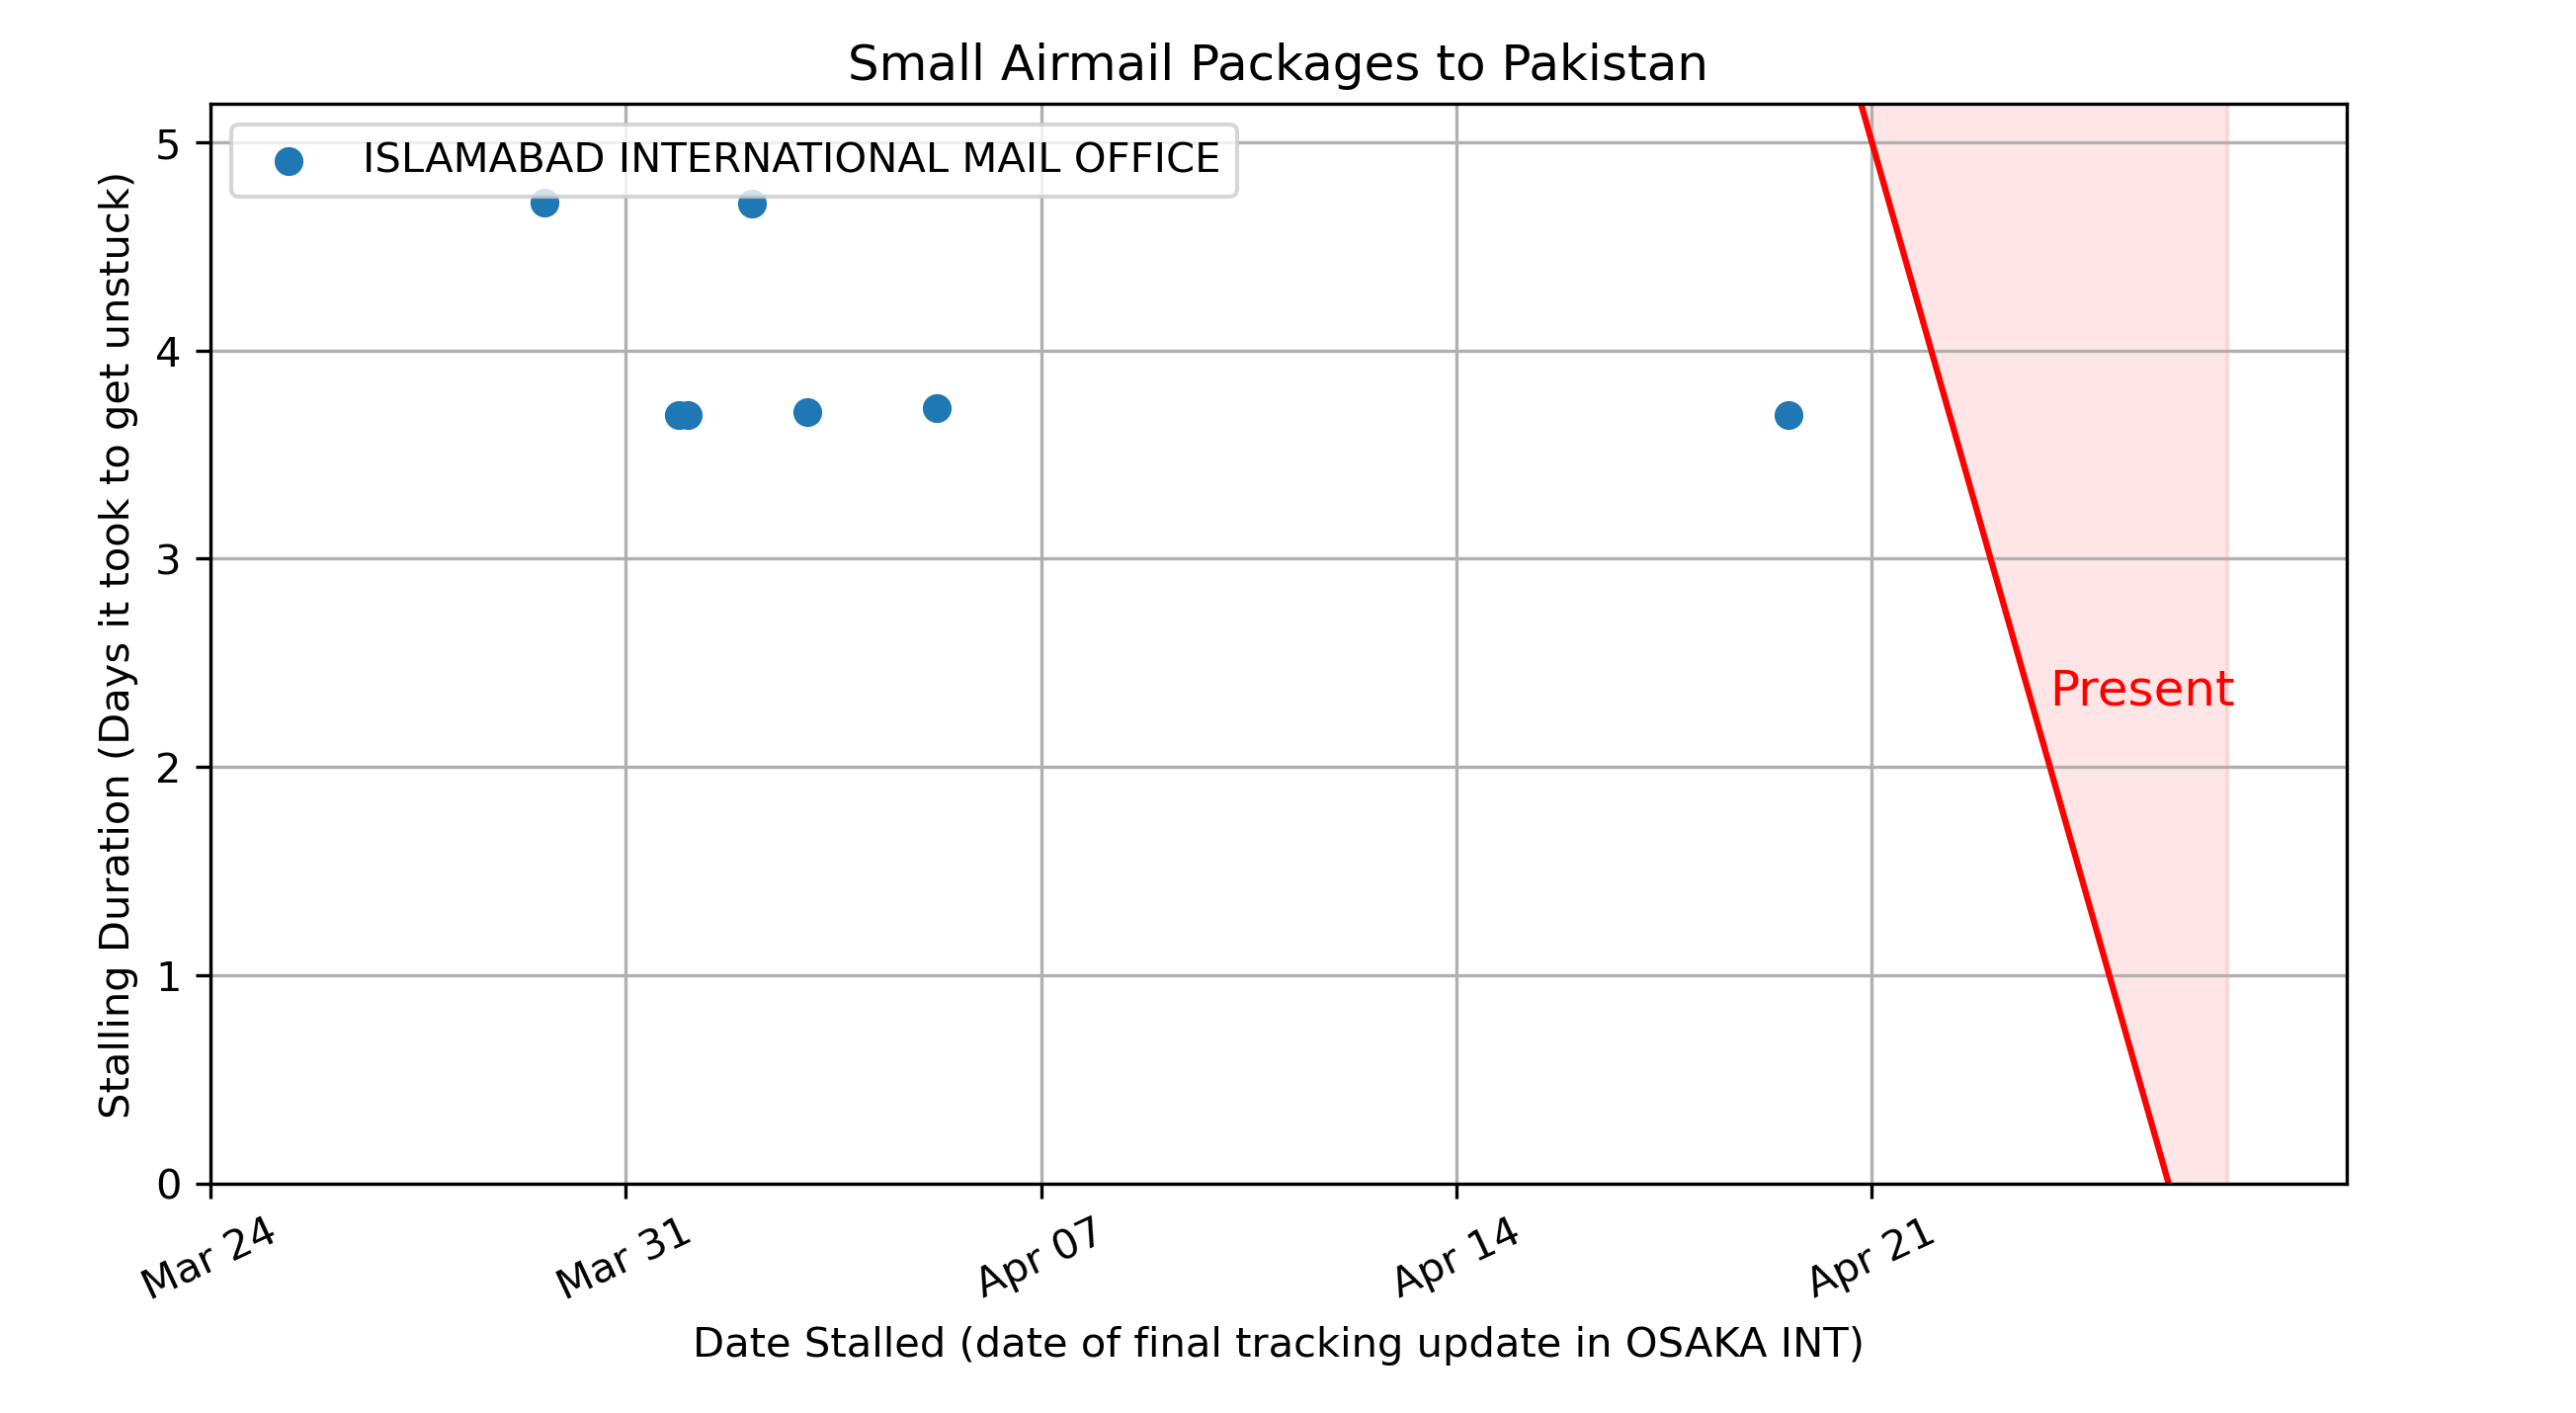 Small Airmail Packages to Pakistan
ISLAMABAD INTERNATIONAL MAIL OFFICE
Stalling Duration (Days it took to get unstuck)
5
4
3
2
1
0
Present
Mar 24
Mar 31
Apr 07
Apr 14
Apr 21
Date Stalled (date of final tracking update in OSAKA INT)